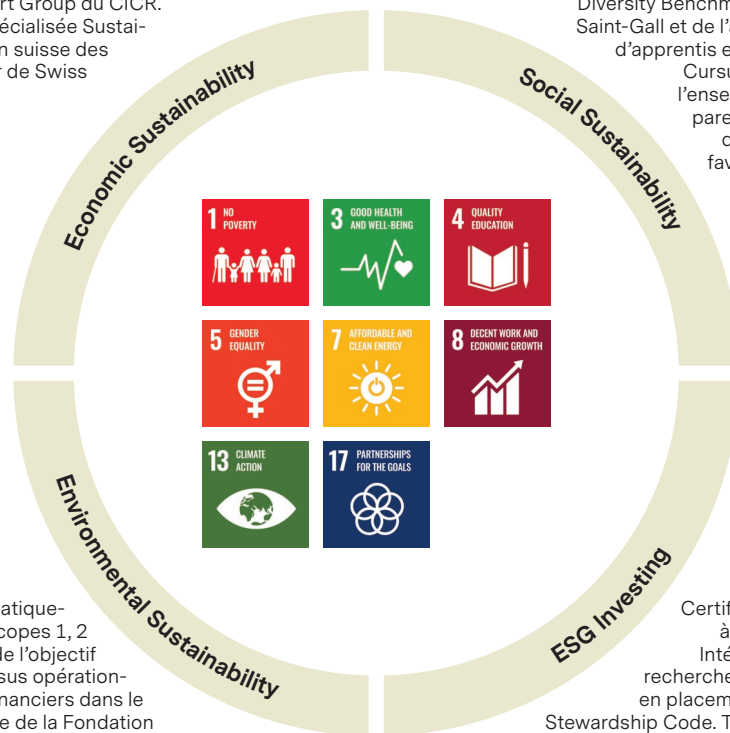 rt Group du CICR.
écialisée Sustai-
n suisse des
r de Swiss
Diversity Benchm
Saint-Gall et de l'a
d'apprentis e
Cursu
l'ense
pare
d
fav
Economic Sustainability
Social Sustainability
1 NO POVERTY
3 GOOD HEALTH AND WELL-BEING
4 QUALITY EDUCATION
5 GENDER EQUALITY
7 AFFORDABLE AND CLEAN ENERGY
8 DECENT WORK AND ECONOMIC GROWTH
13 CLIMATE ACTION
17 PARTNERSHIPS FOR THE GOALS
Environmental Sustainability
ESG Investing
atique-
copes 1, 2
de l'objectif
sus opération-
nanciers dans le
e de la Fondation
Certif
à
Inté
recherche
en placem
Stewardship Code. T